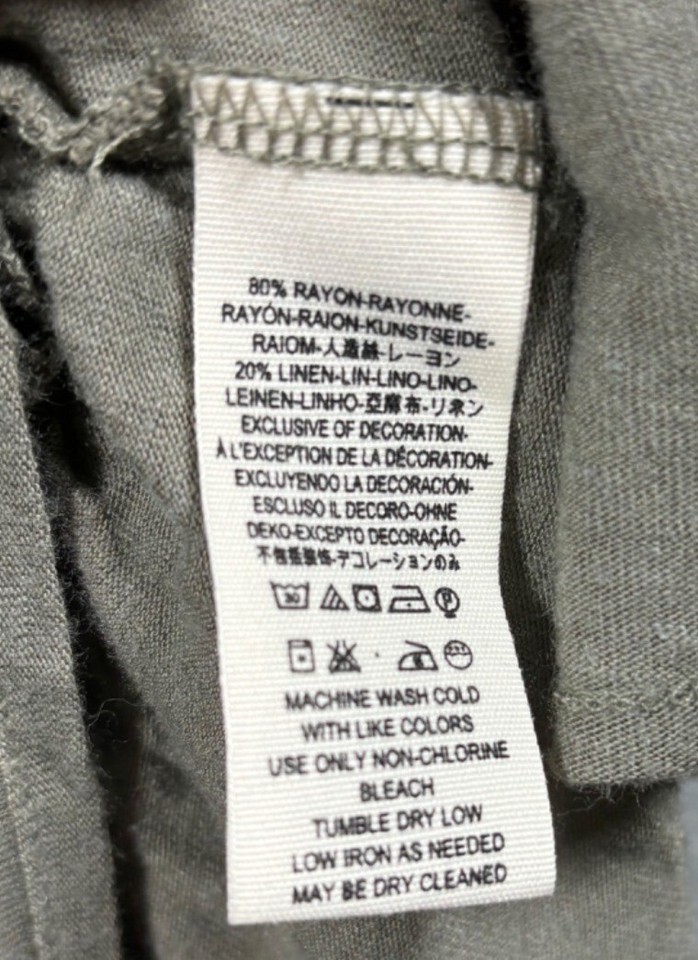 80% RAYON-RAYONNE-
RAYÓN-RAION-KUNSTSEIDE-
RAIOM-人造絲-レーヨン
20% LINEN-LIN-LINO-LINO-
LEINEN-LINHO-亞麻布-リネン
EXCLUSIVE OF DECORATION-
À L'EXCEPTION DE LA DÉCORATION-
EXCLUYENDO LA DECORACIÓN-
ESCLUSO IL DECORO-OHNE
DEKO-EXCEPTO DECORAÇÃO-
不包括裝飾-デコレーションのみ
30
P
MACHINE WASH COLD
WITH LIKE COLORS
USE ONLY NON-CHLORINE
BLEACH
TUMBLE DRY LOW
LOW IRON AS NEEDED
MAY BE DRY CLEANED